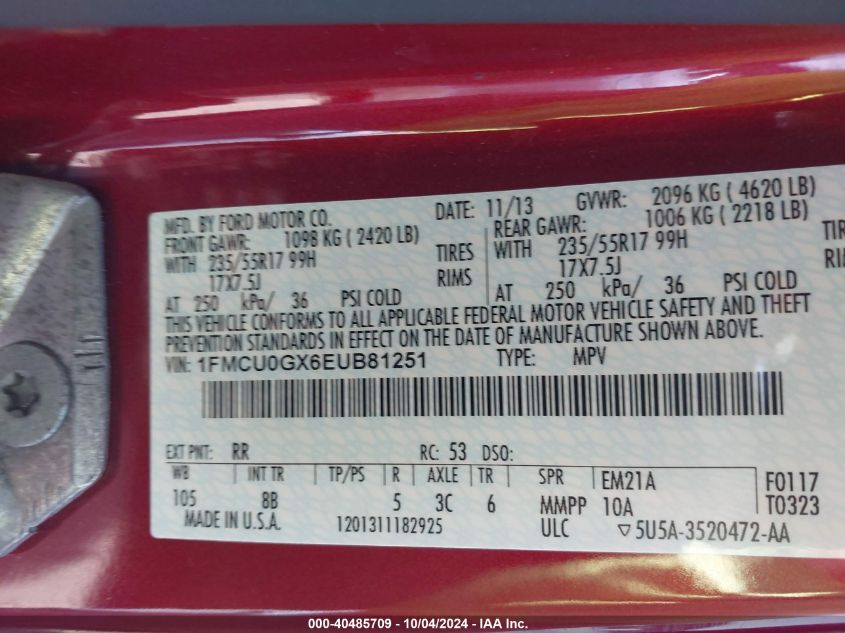 MFD. BY FORD MOTOR CO. DATE: 11/13 GVWR: 2096 KG ( 4620 LB)
FRONT GAWR: 1098 KG ( 2420 LB) REAR GAWR: 1006 KG ( 2218 LB)
WITH 235/55R17 99H TIRES WITH 235/55R17 99H TIRES
17X7.5J RIMS 17X7.5J
AT 250 kPa/ 36 PSI COLD AT 250 kPa/ 36 PSI COLD
THIS VEHICLE CONFORMS TO ALL APPLICABLE FEDERAL MOTOR VEHICLE SAFETY AND THEFT
PREVENTION STANDARDS IN EFFECT ON THE DATE OF MANUFACTURE SHOWN ABOVE.
VIN: 1FMCU0GX6EUB81251 TYPE: MPV
EXT PNT: RR RC: 53 DSO:
WB INT TR TP/PS R AXLE TR SPR EM21A F0117
105 8B 5 3C 6 MMPP 10A T0323
MADE IN U.S.A. 1201311182925 ULC ▽5U5A-3520472-AA
000-40485709 - 10/04/2024 - IAA Inc.